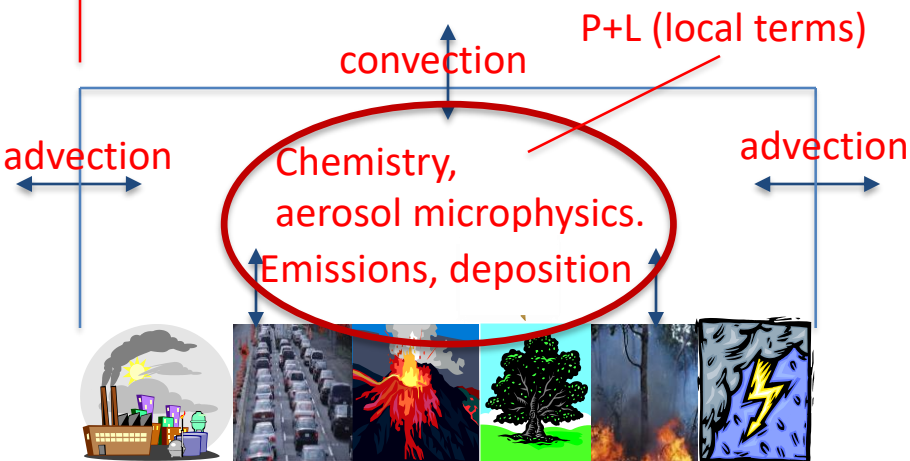 P+L (local terms)
convection
advection
advection
Chemistry,
aerosol microphysics.
Emissions, deposition